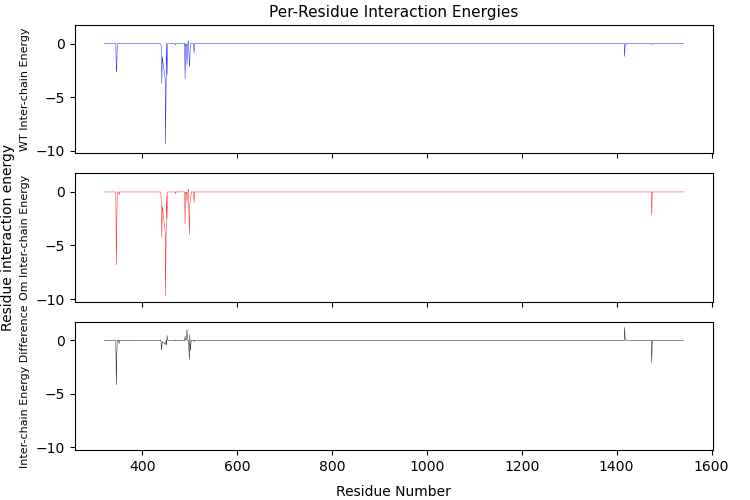 Per-Residue Interaction Energies
Residue interaction energy
WT Inter-chain Energy
0
−5
−10
Om Inter-chain Energy
0
−5
−10
Inter-chain Energy Difference
0
−5
−10
400
600
800
1000
1200
1400
1600
Residue Number